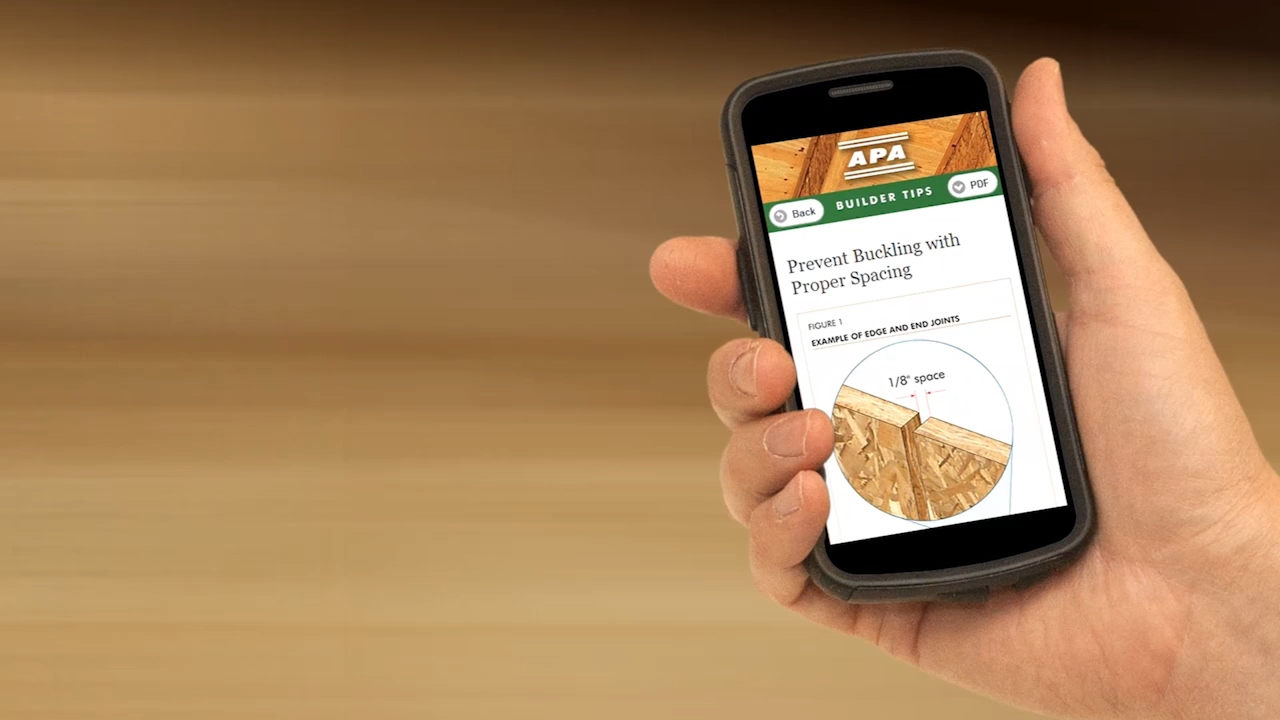 APA
Back
BUILDER TIPS
PDF
Prevent Buckling with
Proper Spacing
FIGURE 1
EXAMPLE OF EDGE AND END JOINTS
1/8" space